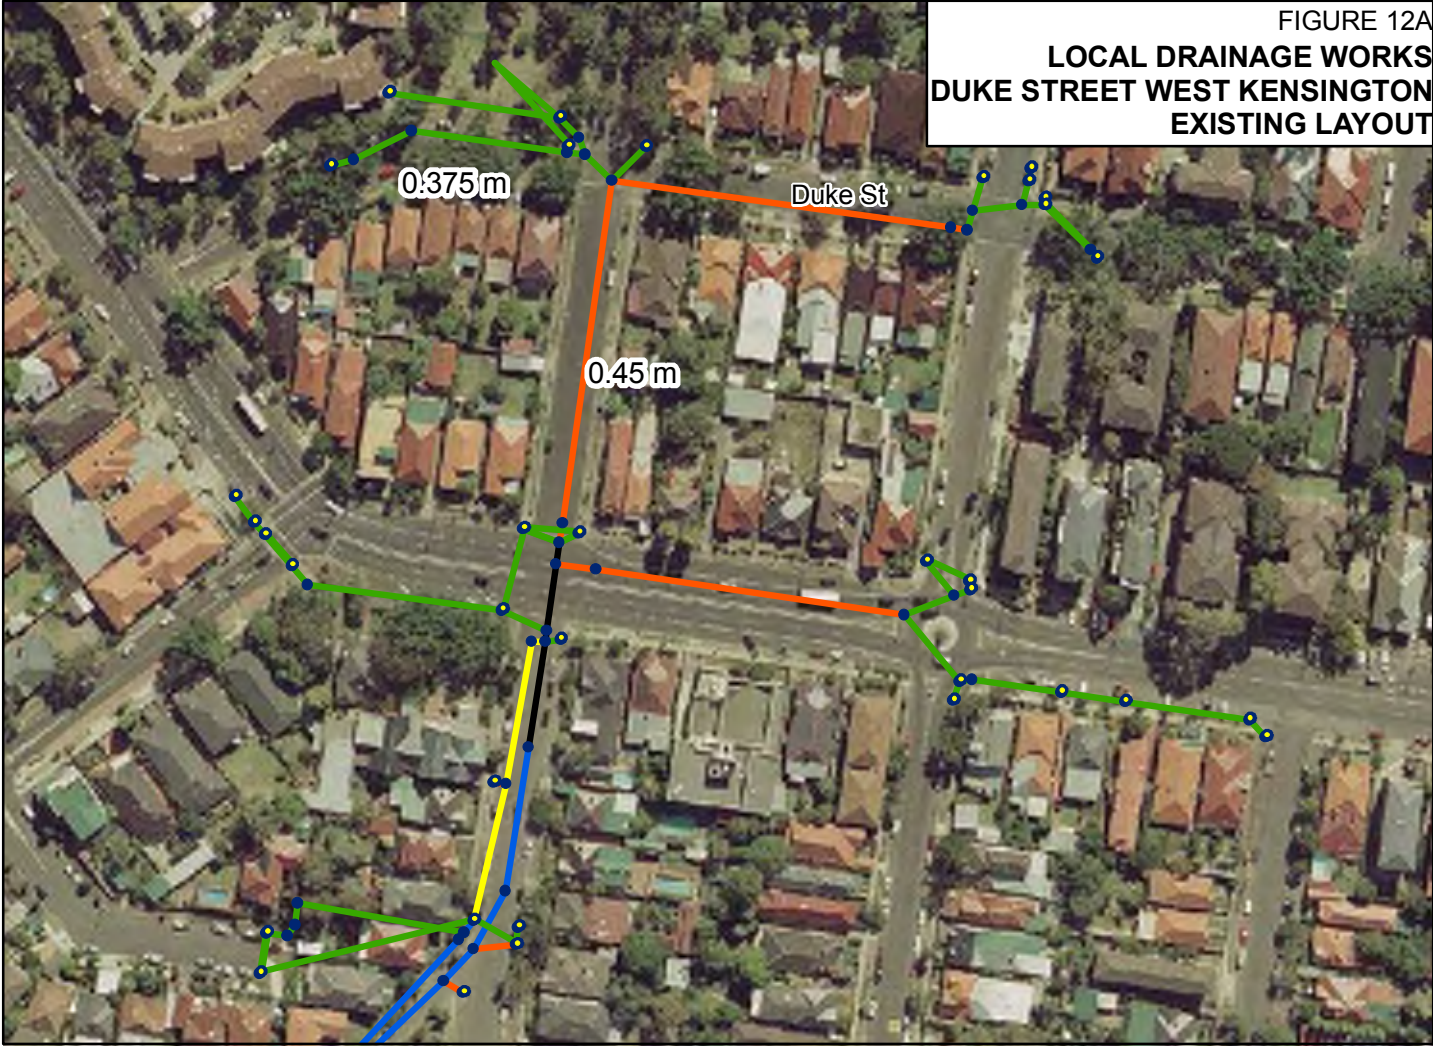 FIGURE 12A
LOCAL DRAINAGE WORKS
DUKE STREET WEST KENSINGTON
EXISTING LAYOUT
0.375 m
Duke St
0.45 m